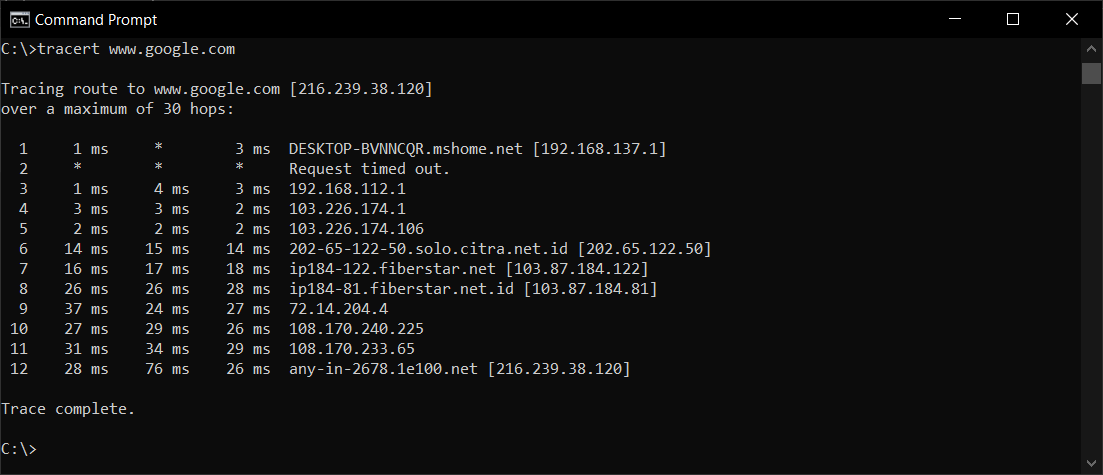 Command Prompt
C:\>tracert www.google.com
Tracing route to www.google.com [216.239.38.120]
over a maximum of 30 hops:
  1     1 ms     *        3 ms  DESKTOP-BVNNCQR.mshome.net [192.168.137.1]
  2     *        *        *     Request timed out.
  3     1 ms     4 ms     3 ms  192.168.112.1
  4     3 ms     3 ms     2 ms  103.226.174.1
  5     2 ms     2 ms     2 ms  103.226.174.106
  6    14 ms    15 ms    14 ms  202-65-122-50.solo.citra.net.id [202.65.122.50]
  7    16 ms    17 ms    18 ms  ip184-122.fiberstar.net [103.87.184.122]
  8    26 ms    26 ms    28 ms  ip184-81.fiberstar.net.id [103.87.184.81]
  9    37 ms    24 ms    27 ms  72.14.204.4
 10    27 ms    29 ms    26 ms  108.170.240.225
 11    31 ms    34 ms    29 ms  108.170.233.65
 12    28 ms    76 ms    26 ms  any-in-2678.1e100.net [216.239.38.120]
Trace complete.
C:\>